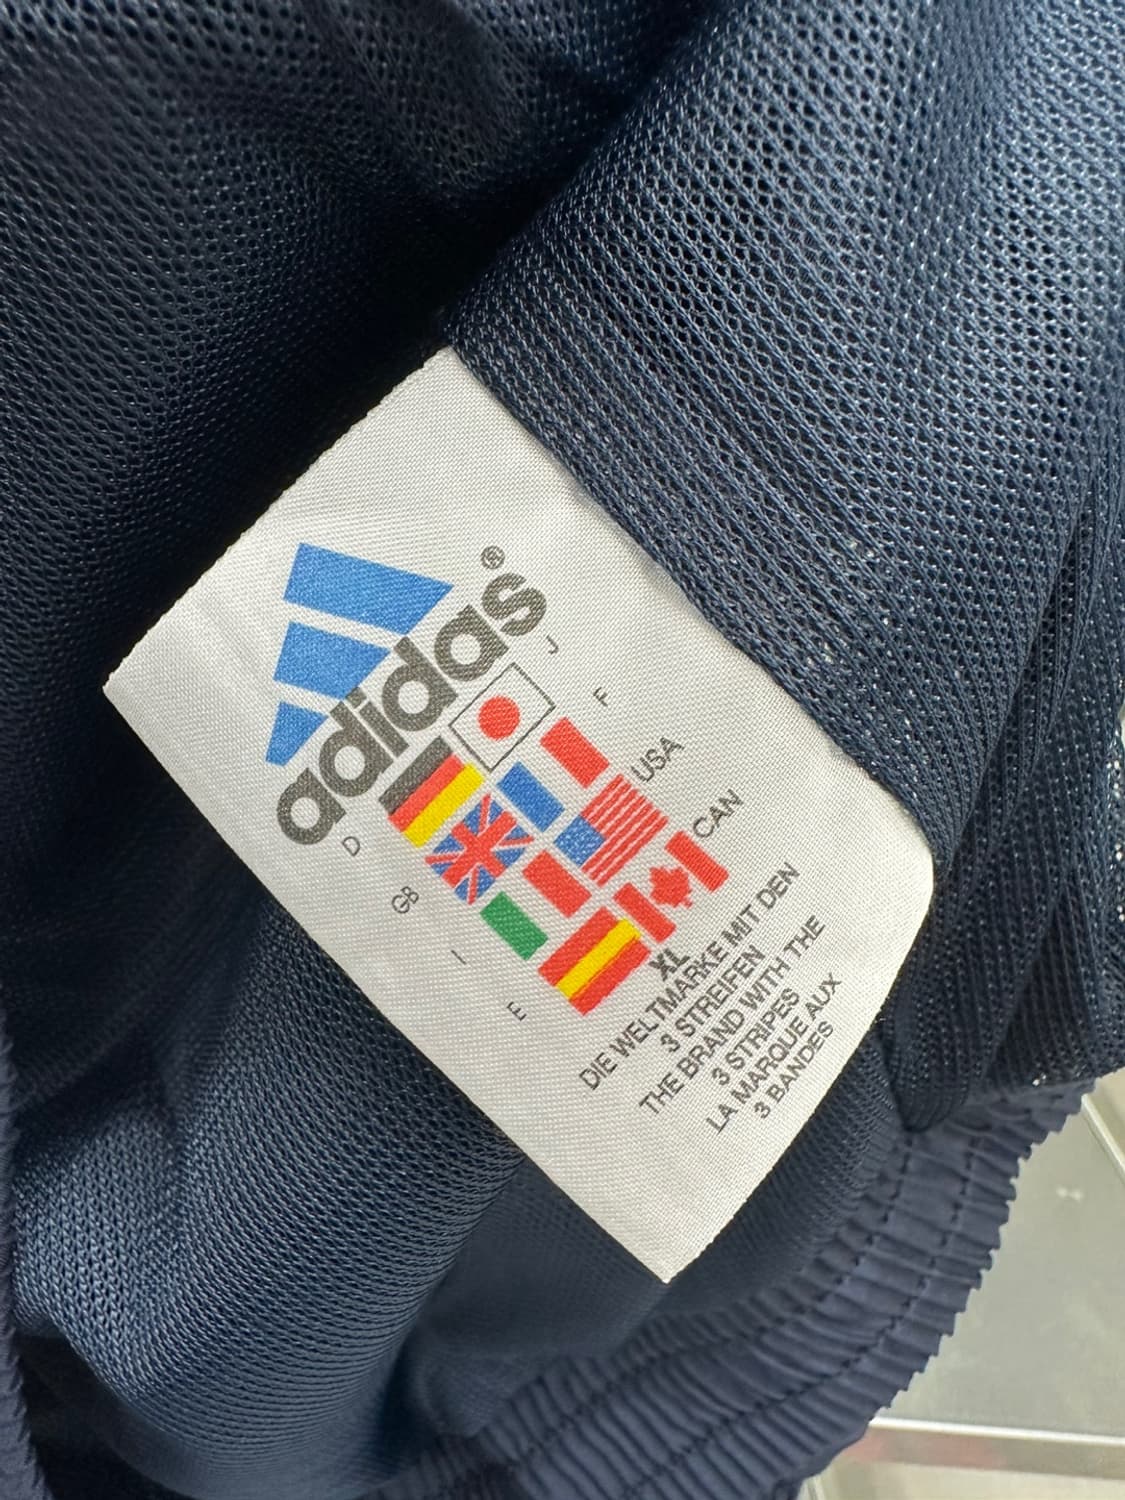 adidas®
J
F
USA
CAN
D
GB
I
E
XL
DIE WELTMARKE MIT DEN
3 STREIFEN
THE BRAND WITH THE
3 STRIPES
LA MARQUE AUX
3 BANDES